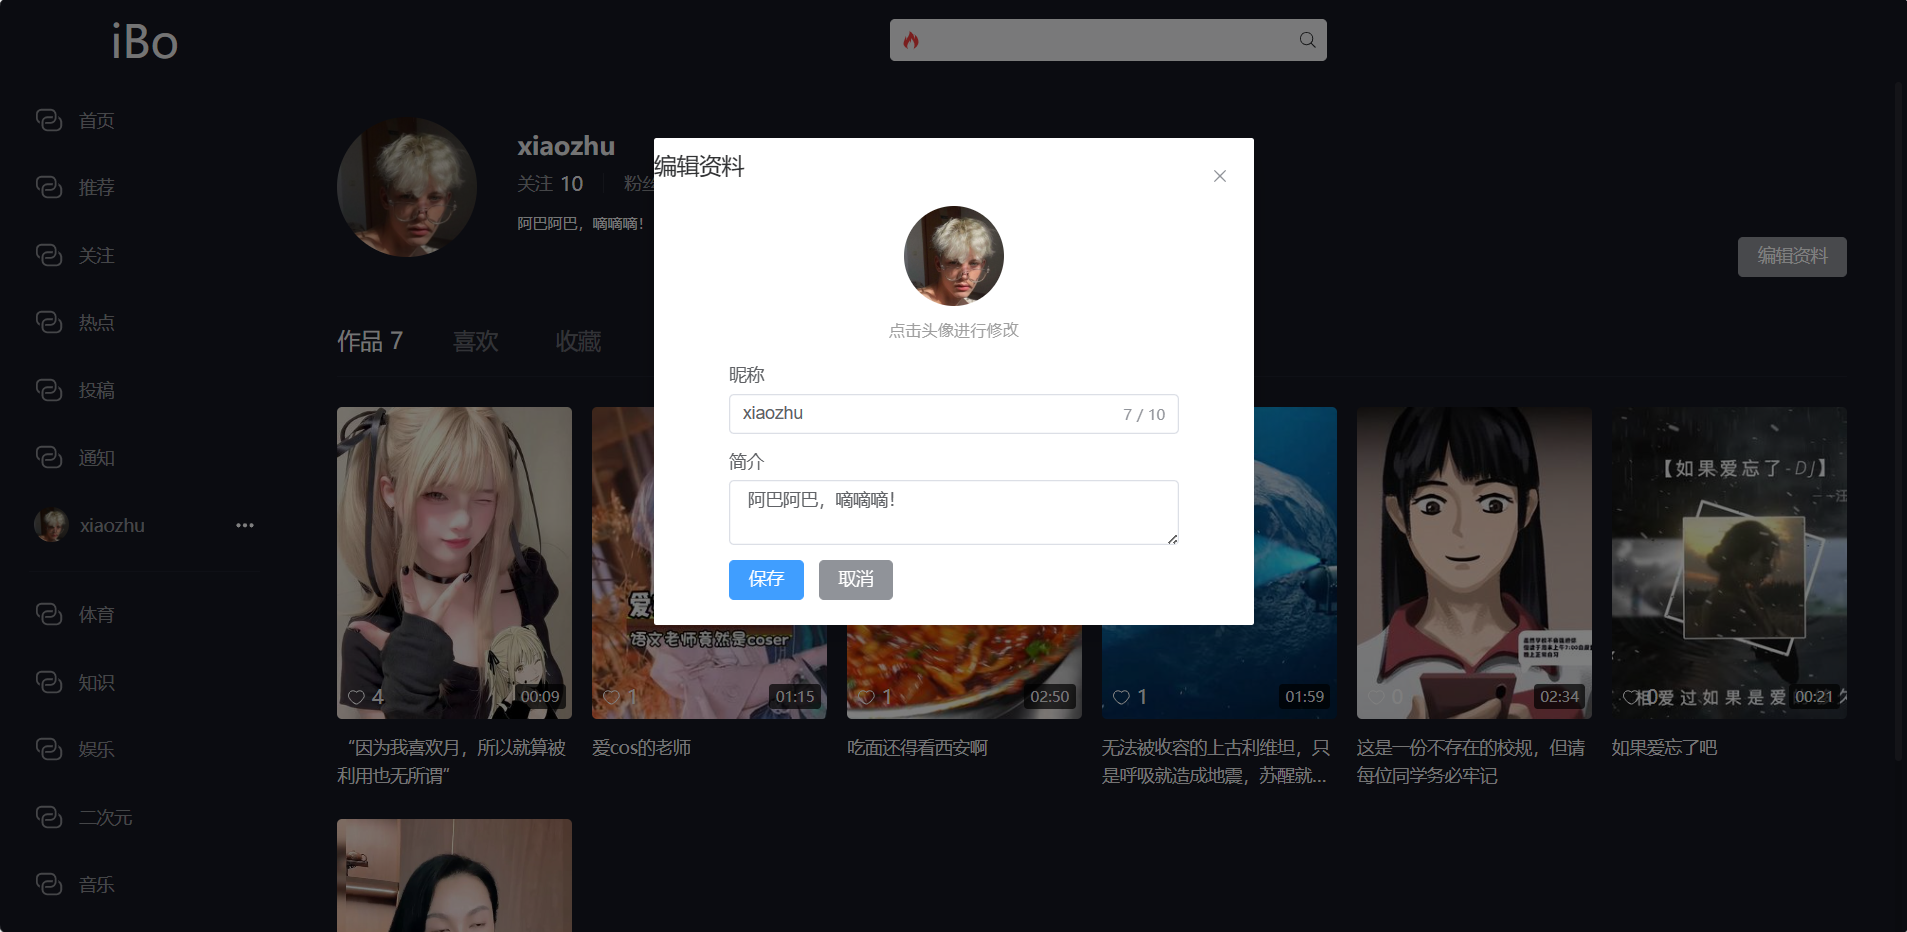 iBo
首页
推荐
关注
热点
投稿
通知
xiaozhu
体育
知识
娱乐
二次元
音乐
xiaozhu
关注 10
粉丝
阿巴阿巴，嘀嘀嘀！
编辑资料
作品 7
喜欢
收藏
编辑资料
点击头像进行修改
昵称
xiaozhu
7 / 10
简介
阿巴阿巴，嘀嘀嘀！
保存
取消
4
00:09
“因为我喜欢月，所以就算被
利用也无所谓”
语文老师竟然是coser
1
01:15
爱cos的老师
1
02:50
吃面还得看西安啊
1
01:59
无法被收容的上古利维坦，只
是呼吸就造成地震，苏醒就...
0
02:34
这是一份不存在的校规，但请
每位同学务必牢记
【如果爱忘了-DJ】
——汪
相爱过如果是爱
0
00:21
如果爱忘了吧